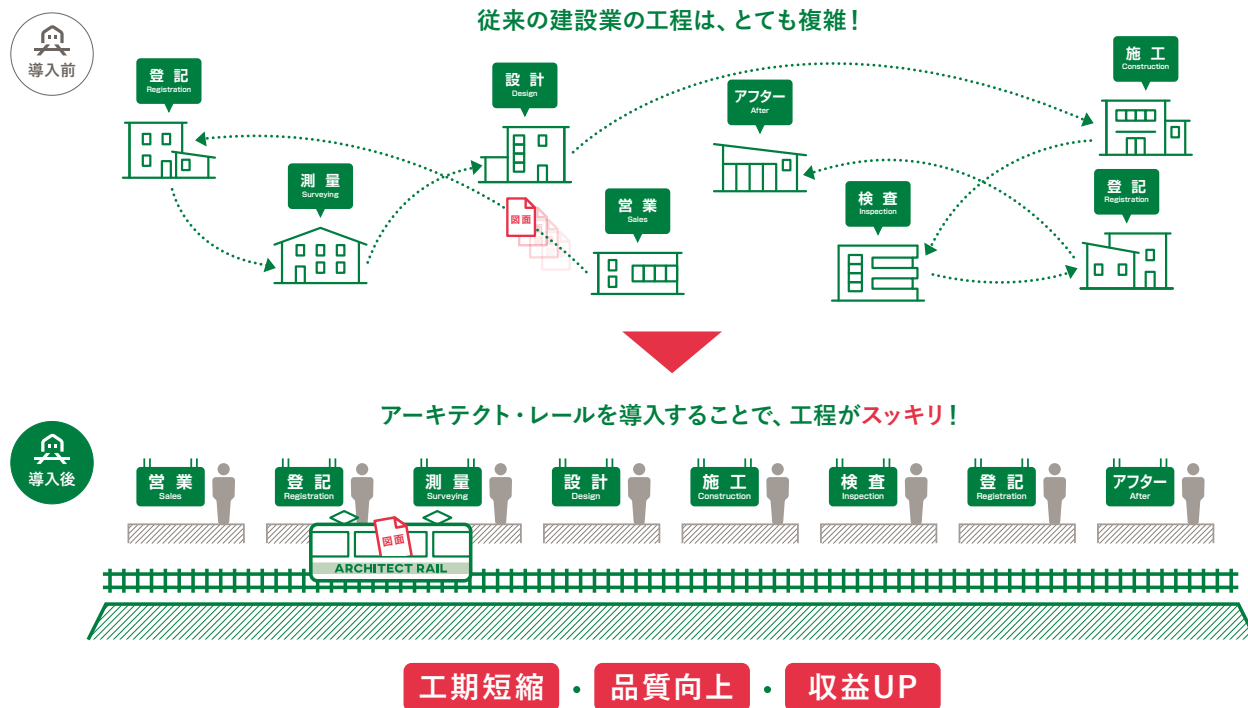 従来の建設業の工程は、とても複雑！
導入前
登記
Registration
設計
Design
アフター
After
施工
Construction
測量
Surveying
営業
Sales
検査
Inspection
登記
Registration
図面
アーキテクト・レールを導入することで、工程がスッキリ！
導入後
営業
Sales
登記
Registration
測量
Surveying
設計
Design
施工
Construction
検査
Inspection
登記
Registration
アフター
After
図面
ARCHITECT RAIL
工期短縮・品質向上・収益UP